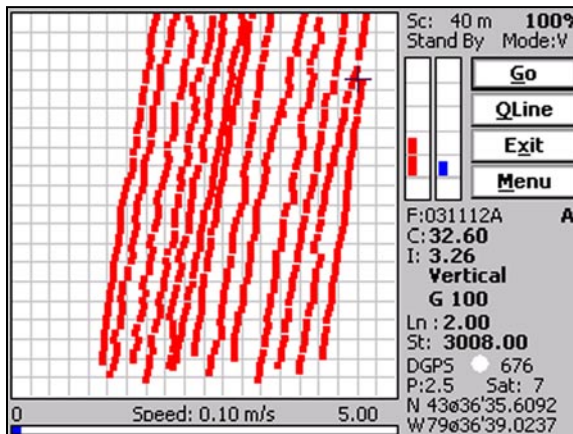 Sc: 40 m 100%
Stand By Mode:V
Go
QLine
Exit
Menu
F:031112A A
C:32.60
I: 3.26
Vertical
G 100
Ln :2.00
St: 3008.00
DGPS 676
P:2.5 Sat: 7
N 43ø36'35.6092
W79ø36'39.0237
0 Speed: 0.10 m/s 5.00